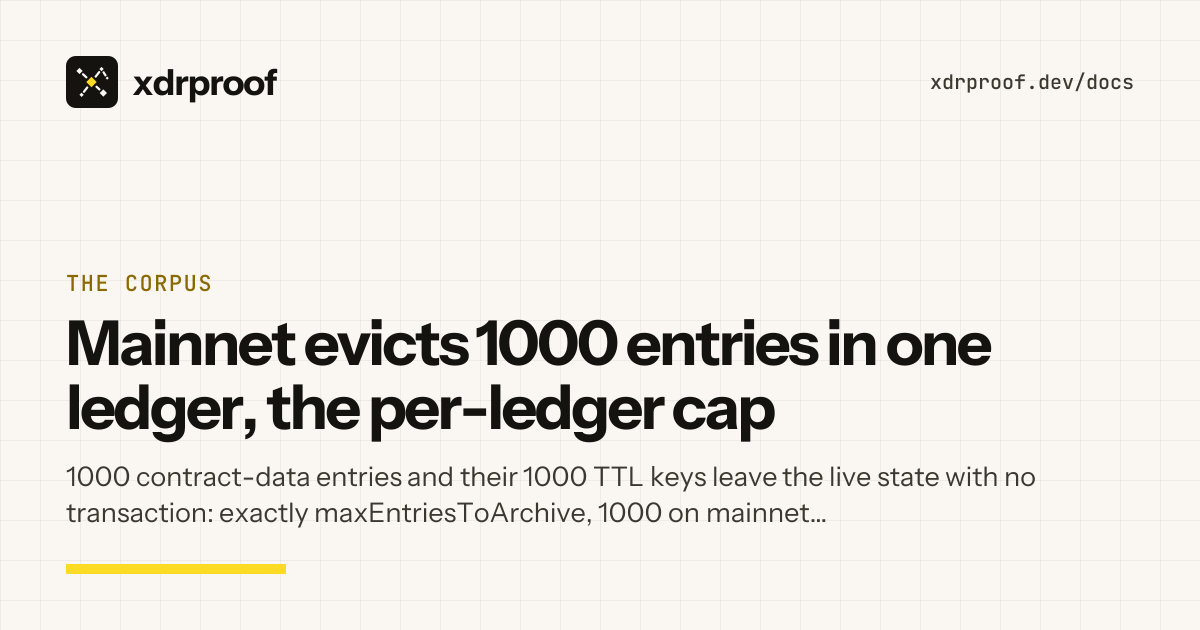 xdrproof
xdrproof.dev/docs
THE CORPUS
Mainnet evicts 1000 entries in one
ledger, the per-ledger cap
1000 contract-data entries and their 1000 TTL keys leave the live state with no
transaction: exactly maxEntriesToArchive, 1000 on mainnet…